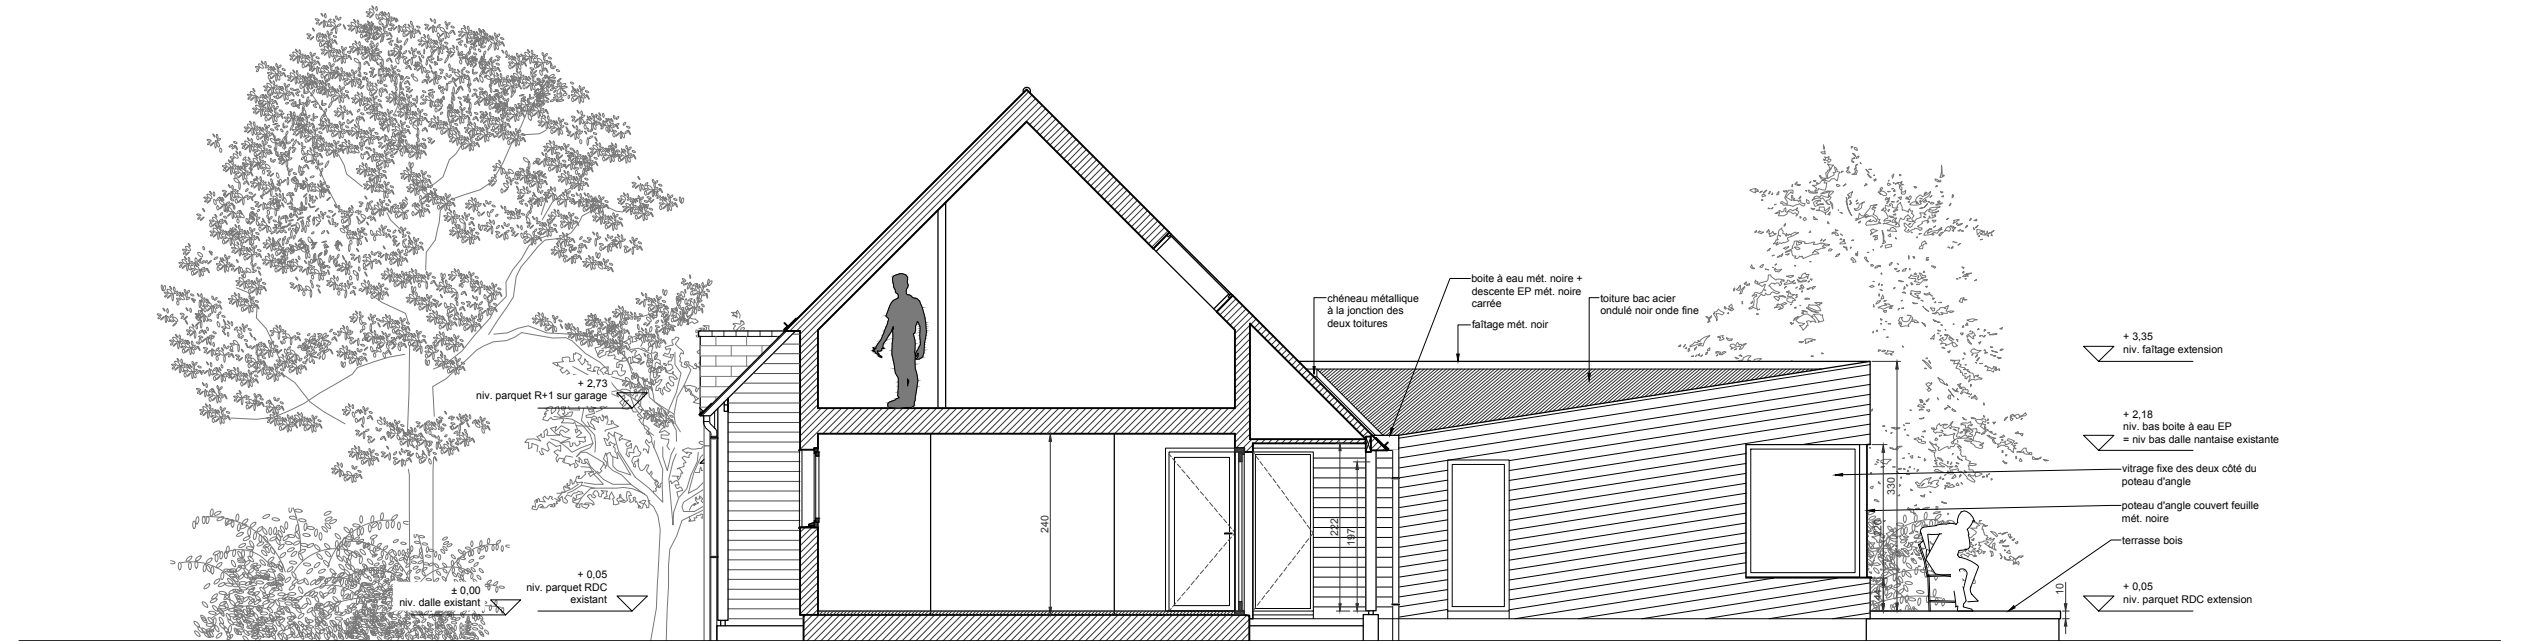 + 2,73
niv. parquet R+1 sur garage
+ 0,05
niv. parquet RDC
existant
± 0,00
niv. dalle existant
240
222
197
chéneau métallique
à la jonction des
deux toitures
boite à eau mét. noire +
descente EP mét. noire
carrée
faîtage mét. noir
toiture bac acier
ondulé noir onde fine
330
10
+ 3,35
niv. faîtage extension
+ 2,18
niv. bas boite à eau EP
= niv bas dalle nantaise existante
vitrage fixe des deux côté du
poteau d'angle
poteau d'angle couvert feuille
mét. noire
terrasse bois
+ 0,05
niv. parquet RDC extension